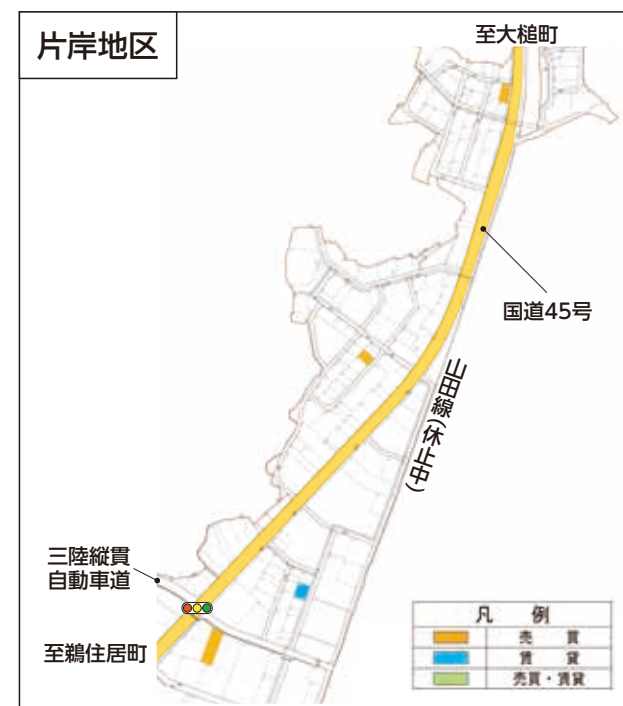 片岸地区
至大槌町
国道45号
山田線(休止中)
三陸縦貫
自動車道
至鵜住居町
凡 例
売 買
賃 貸
売買・賃貸